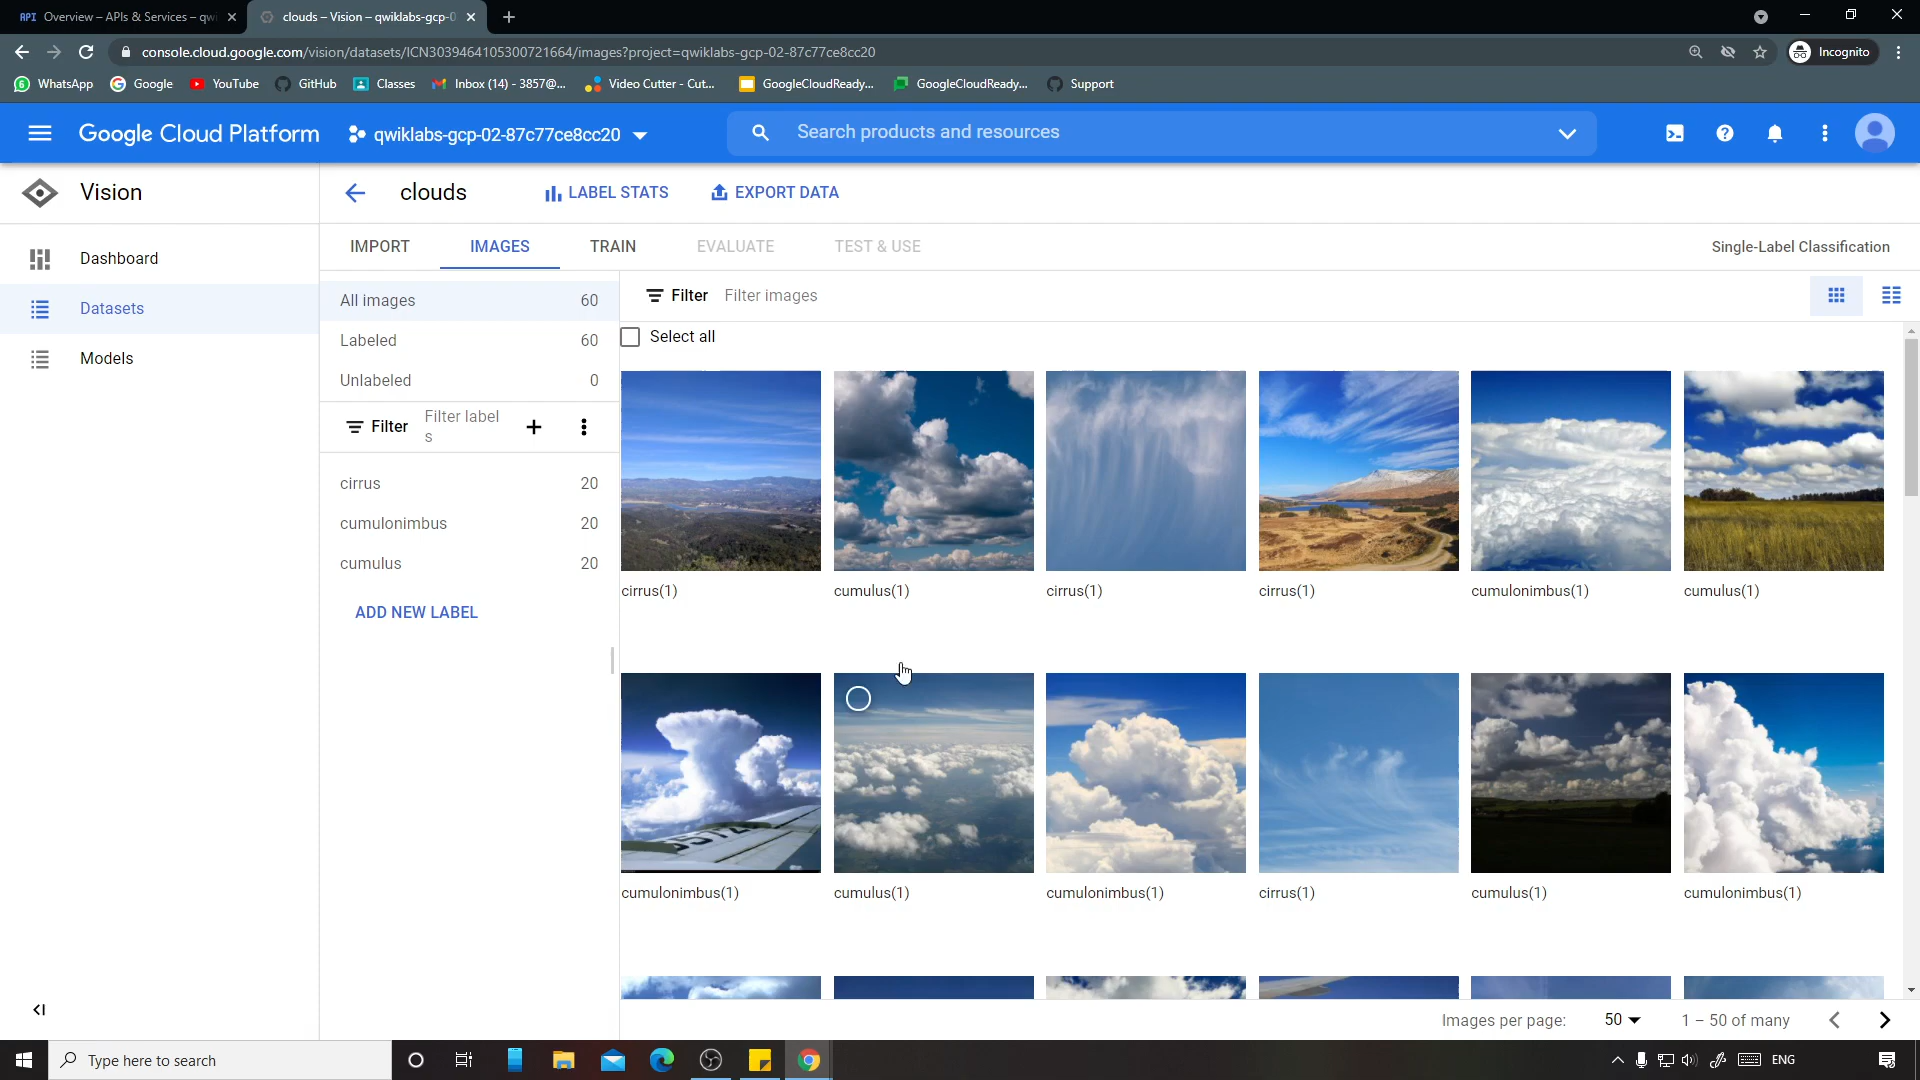 API Overview – APIs & Services – qwi
clouds – Vision – qwiklabs-gcp-0
console.cloud.google.com/vision/datasets/ICN3039464105300721664/images?project=qwiklabs-gcp-02-87c77ce8cc20
Incognito
WhatsApp
Google
YouTube
GitHub
Classes
Inbox (14) - 3857@...
Video Cutter - Cut...
GoogleCloudReady...
GoogleCloudReady...
Support
Google Cloud Platform
qwiklabs-gcp-02-87c77ce8cc20
Search products and resources
Vision
clouds
LABEL STATS
EXPORT DATA
Dashboard
Datasets
Models
IMPORT
IMAGES
TRAIN
EVALUATE
TEST & USE
Single-Label Classification
All images 60
Labeled 60
Unlabeled 0
Filter
Filter label
s
cirrus 20
cumulonimbus 20
cumulus 20
ADD NEW LABEL
Filter Filter images
Select all
cirrus(1)
cumulus(1)
cirrus(1)
cirrus(1)
cumulonimbus(1)
cumulus(1)
cumulonimbus(1)
cumulus(1)
cumulonimbus(1)
cirrus(1)
cumulus(1)
cumulonimbus(1)
Images per page: 50
1 – 50 of many
Type here to search
ENG